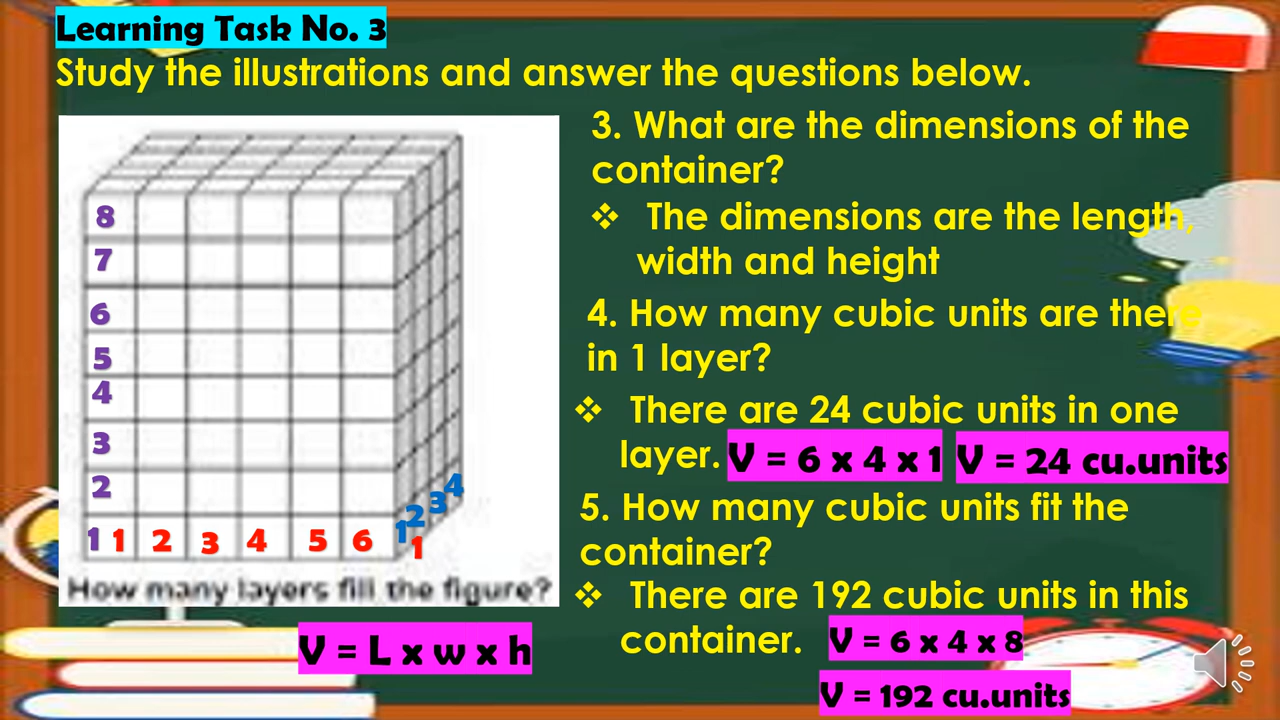 Learning Task No. 3
Study the illustrations and answer the questions below.
8
7
6
5
4
3
2
1 1 2 3 4 5 6
1 2 3 4
1
How many layers fill the figure?
V = L x w x h
3. What are the dimensions of the
container?
❖ The dimensions are the length,
width and height
4. How many cubic units are there
in 1 layer?
❖ There are 24 cubic units in one
layer. V = 6 x 4 x 1 V = 24 cu.units
5. How many cubic units fit the
container?
❖ There are 192 cubic units in this
container. V = 6 x 4 x 8
V = 192 cu.units